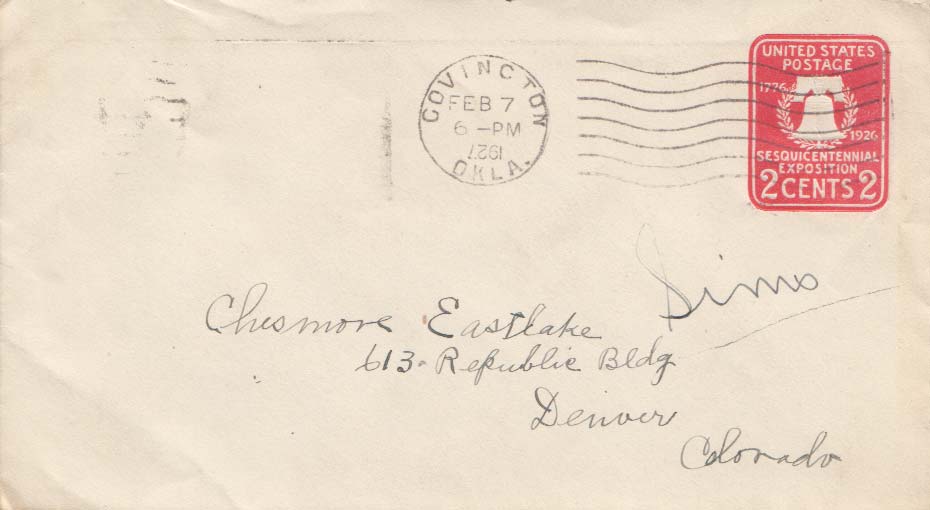 COVINGTON
FEB 7
6-PM
1927
OKLA.
UNITED STATES
POSTAGE
1776
1926
SESQUICENTENNIAL
EXPOSITION
2 CENTS 2
Sims
Chesmore Eastlake
613- Republic Bldg
Denver
Colorado